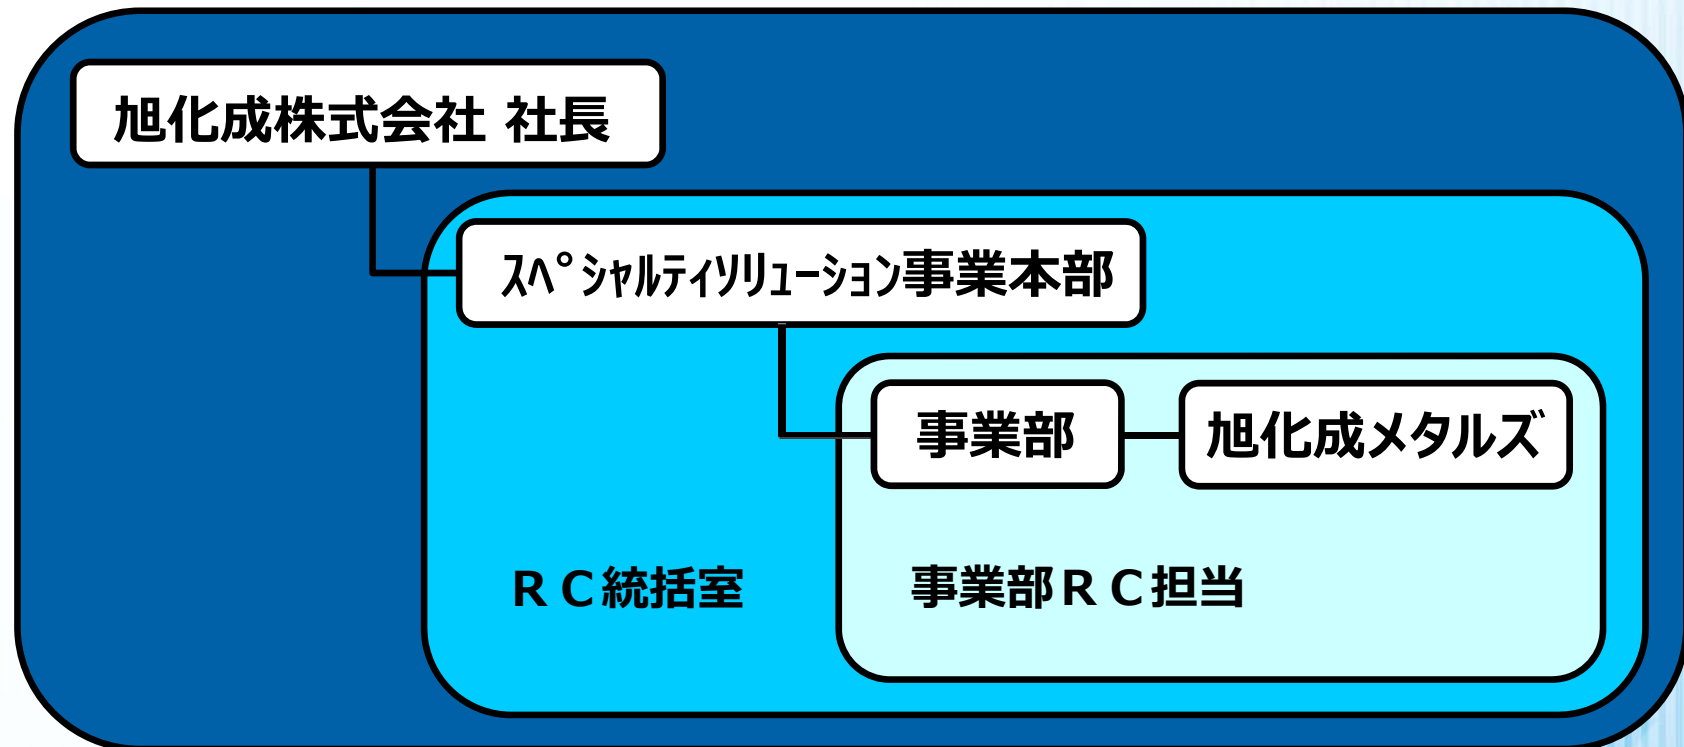 旭化成株式会社 社長
スペシャルティソリューション事業本部
事業部
旭化成メタルズ
ＲＣ統括室
事業部ＲＣ担当